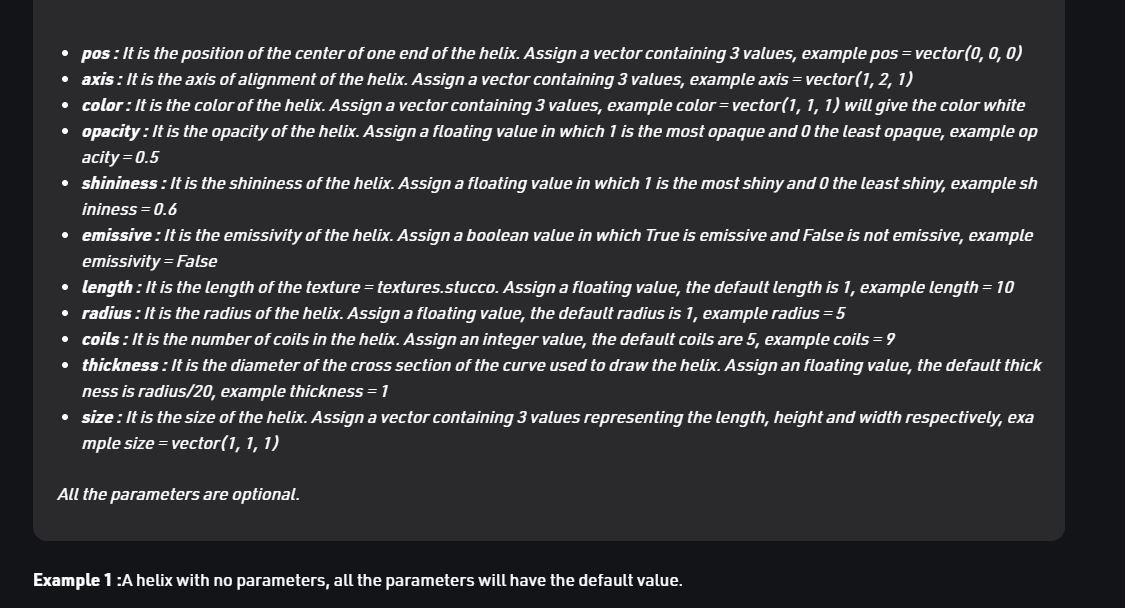 • pos : It is the position of the center of one end of the helix. Assign a vector containing 3 values, example pos = vector(0, 0, 0)
• axis : It is the axis of alignment of the helix. Assign a vector containing 3 values, example axis = vector(1, 2, 1)
• color : It is the color of the helix. Assign a vector containing 3 values, example color = vector(1, 1, 1) will give the color white
• opacity : It is the opacity of the helix. Assign a floating value in which 1 is the most opaque and 0 the least opaque, example op
acity = 0.5
• shininess : It is the shininess of the helix. Assign a floating value in which 1 is the most shiny and 0 the least shiny, example sh
ininess = 0.6
• emissive : It is the emissivity of the helix. Assign a boolean value in which True is emissive and False is not emissive, example
emissivity = False
• length : It is the length of the texture = textures.stucco. Assign a floating value, the default length is 1, example length = 10
• radius : It is the radius of the helix. Assign a floating value, the default radius is 1, example radius = 5
• coils : It is the number of coils in the helix. Assign an integer value, the default coils are 5, example coils = 9
• thickness : It is the diameter of the cross section of the curve used to draw the helix. Assign an floating value, the default thick
ness is radius/20, example thickness = 1
• size : It is the size of the helix. Assign a vector containing 3 values representing the length, height and width respectively, exa
mple size = vector(1, 1, 1)
All the parameters are optional.
Example 1 :A helix with no parameters, all the parameters will have the default value.